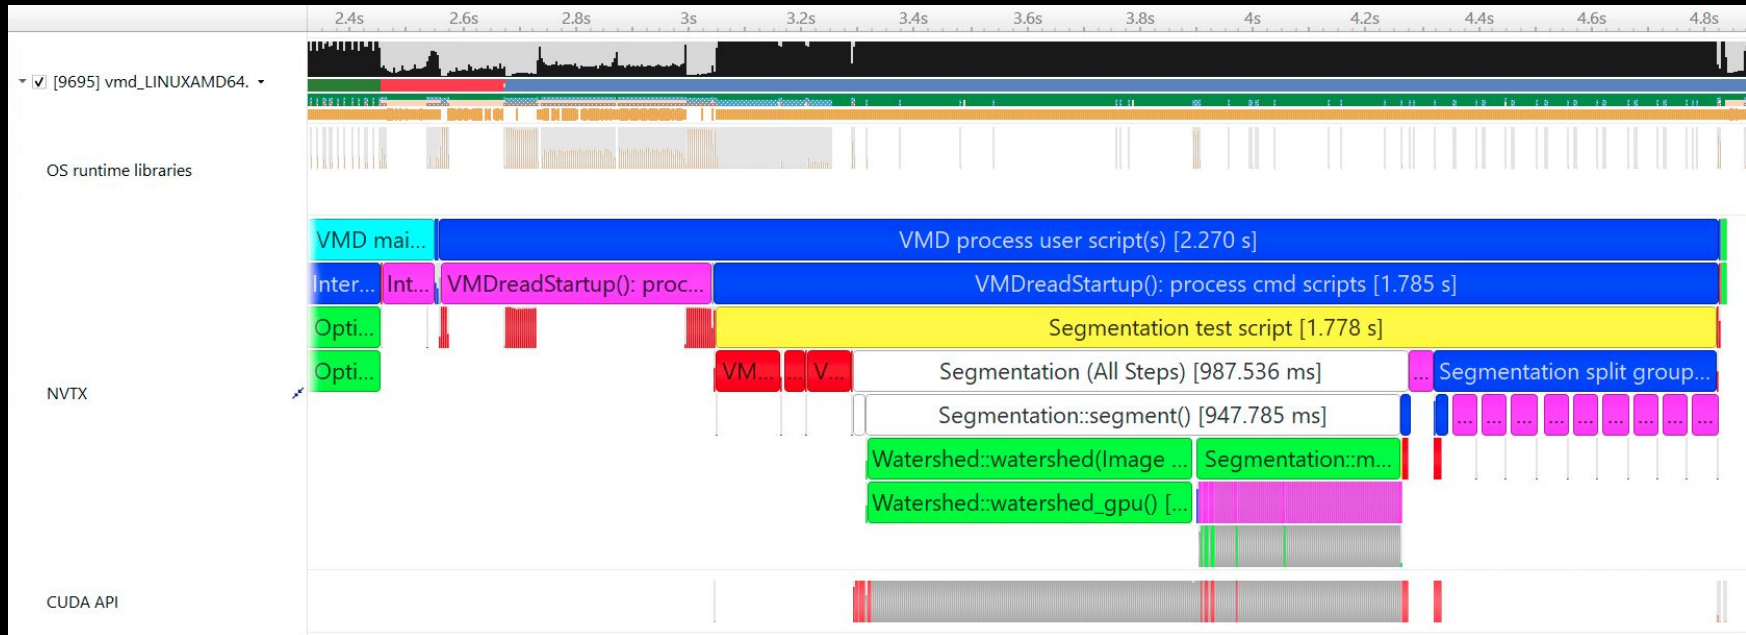 2.4s 2.6s 2.8s 3s 3.2s 3.4s 3.6s 3.8s 4s 4.2s 4.4s 4.6s 4.8s
[9695] vmd_LINUXAMD64.
OS runtime libraries
VMD mai... VMD process user script(s) [2.270 s]
Inter... Int... VMDreadStartup(): proc... VMDreadStartup(): process cmd scripts [1.785 s]
Opti... Segmentation test script [1.778 s]
Opti... VM... ... V... Segmentation (All Steps) [987.536 ms] ... Segmentation split group...
NVTX
Segmentation::segment() [947.785 ms] ... ... ... ... ... ... ... ... ...
Watershed::watershed(Image ... Segmentation::m...
Watershed::watershed_gpu() [...
CUDA API